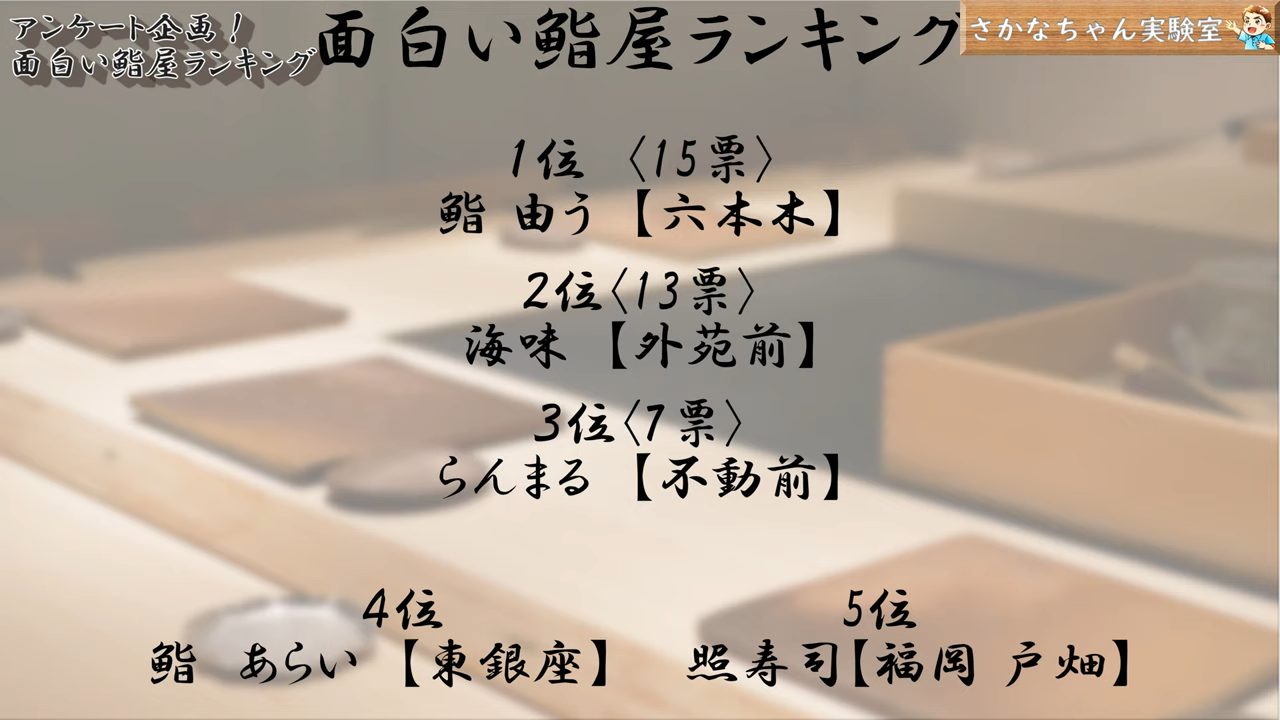 アンケート企画！
面白い鮨屋ランキング
面白い鮨屋ランキング
さかなちゃん実験室
1位 〈15票〉
鮨 由う 【六本木】
2位〈13票〉
海味 【外苑前】
3位〈7票〉
らんまる 【不動前】
4位
鮨 あらい 【東銀座】
5位
照寿司【福岡 戸畑】